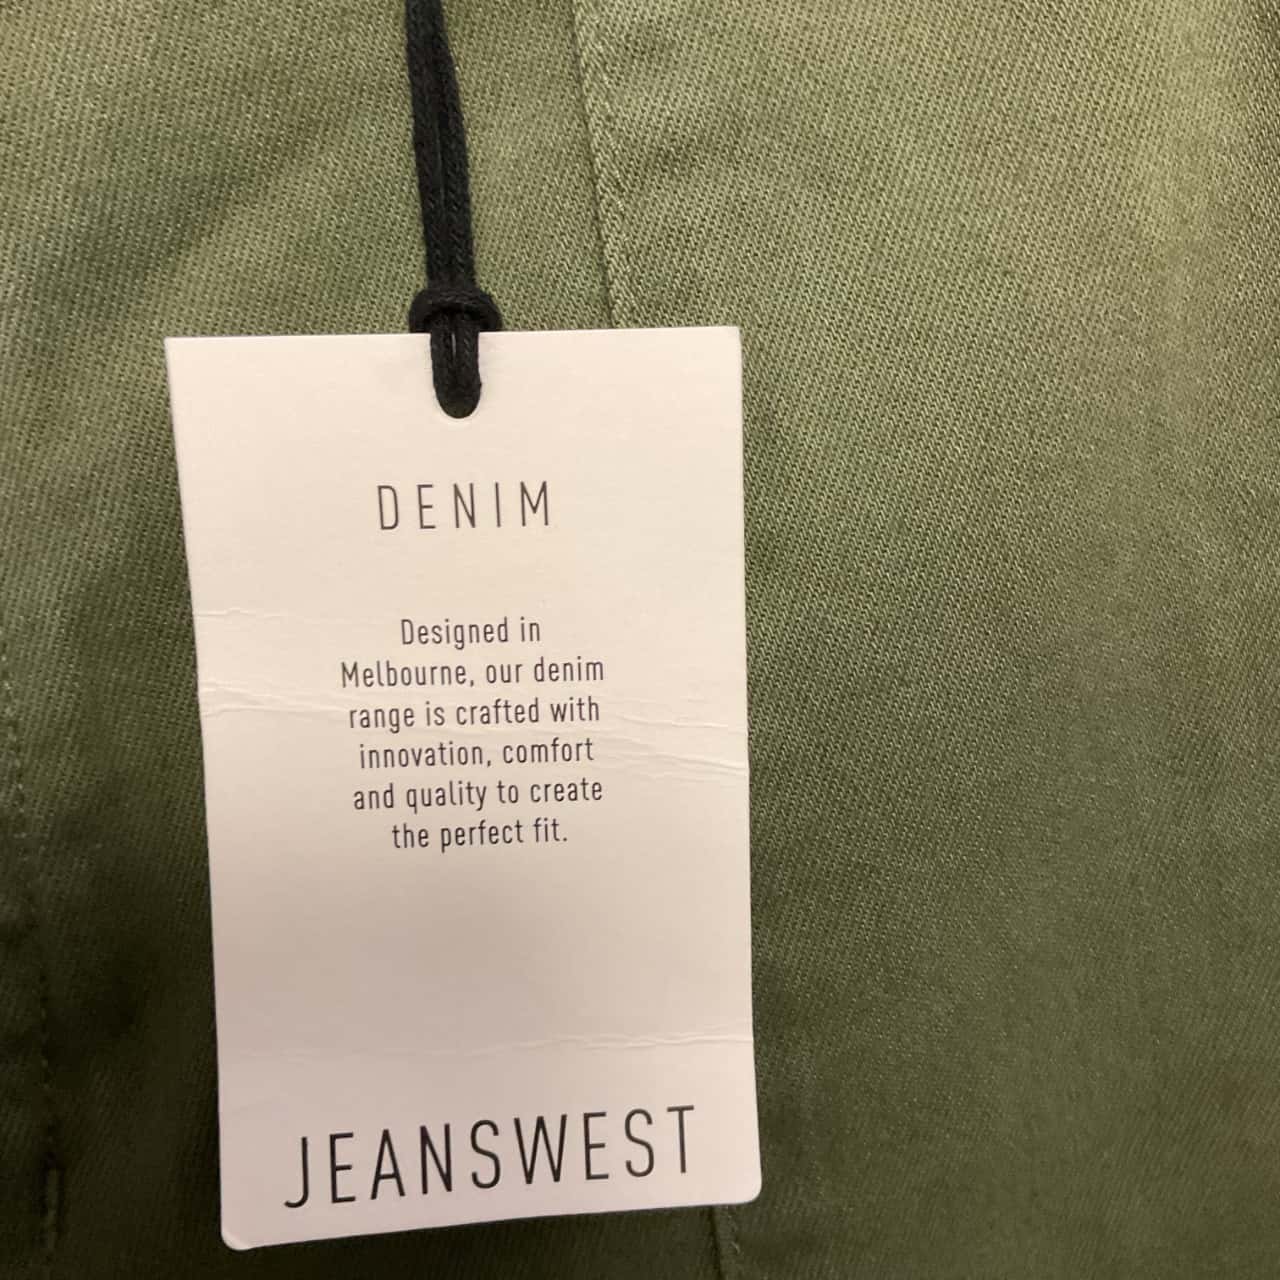 DENIM
Designed in
Melbourne, our denim
range is crafted with
innovation, comfort
and quality to create
the perfect fit.
JEANSWEST